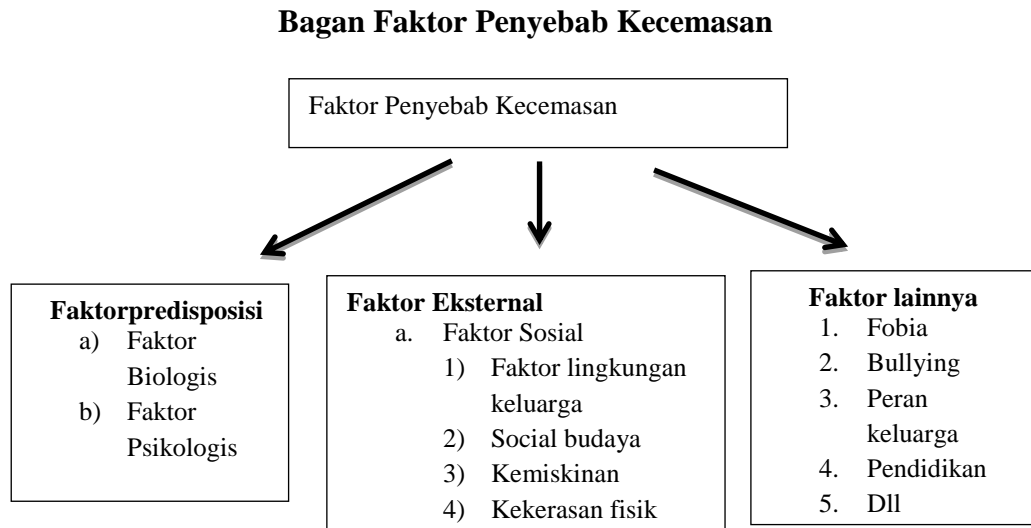 Bagan Faktor Penyebab Kecemasan
Faktor Penyebab Kecemasan
Faktorpredisposisi
a) Faktor
Biologis
b) Faktor
Psikologis
Faktor Eksternal
a. Faktor Sosial
1) Faktor lingkungan
keluarga
2) Social budaya
3) Kemiskinan
4) Kekerasan fisik
Faktor lainnya
1. Fobia
2. Bullying
3. Peran
keluarga
4. Pendidikan
5. Dll